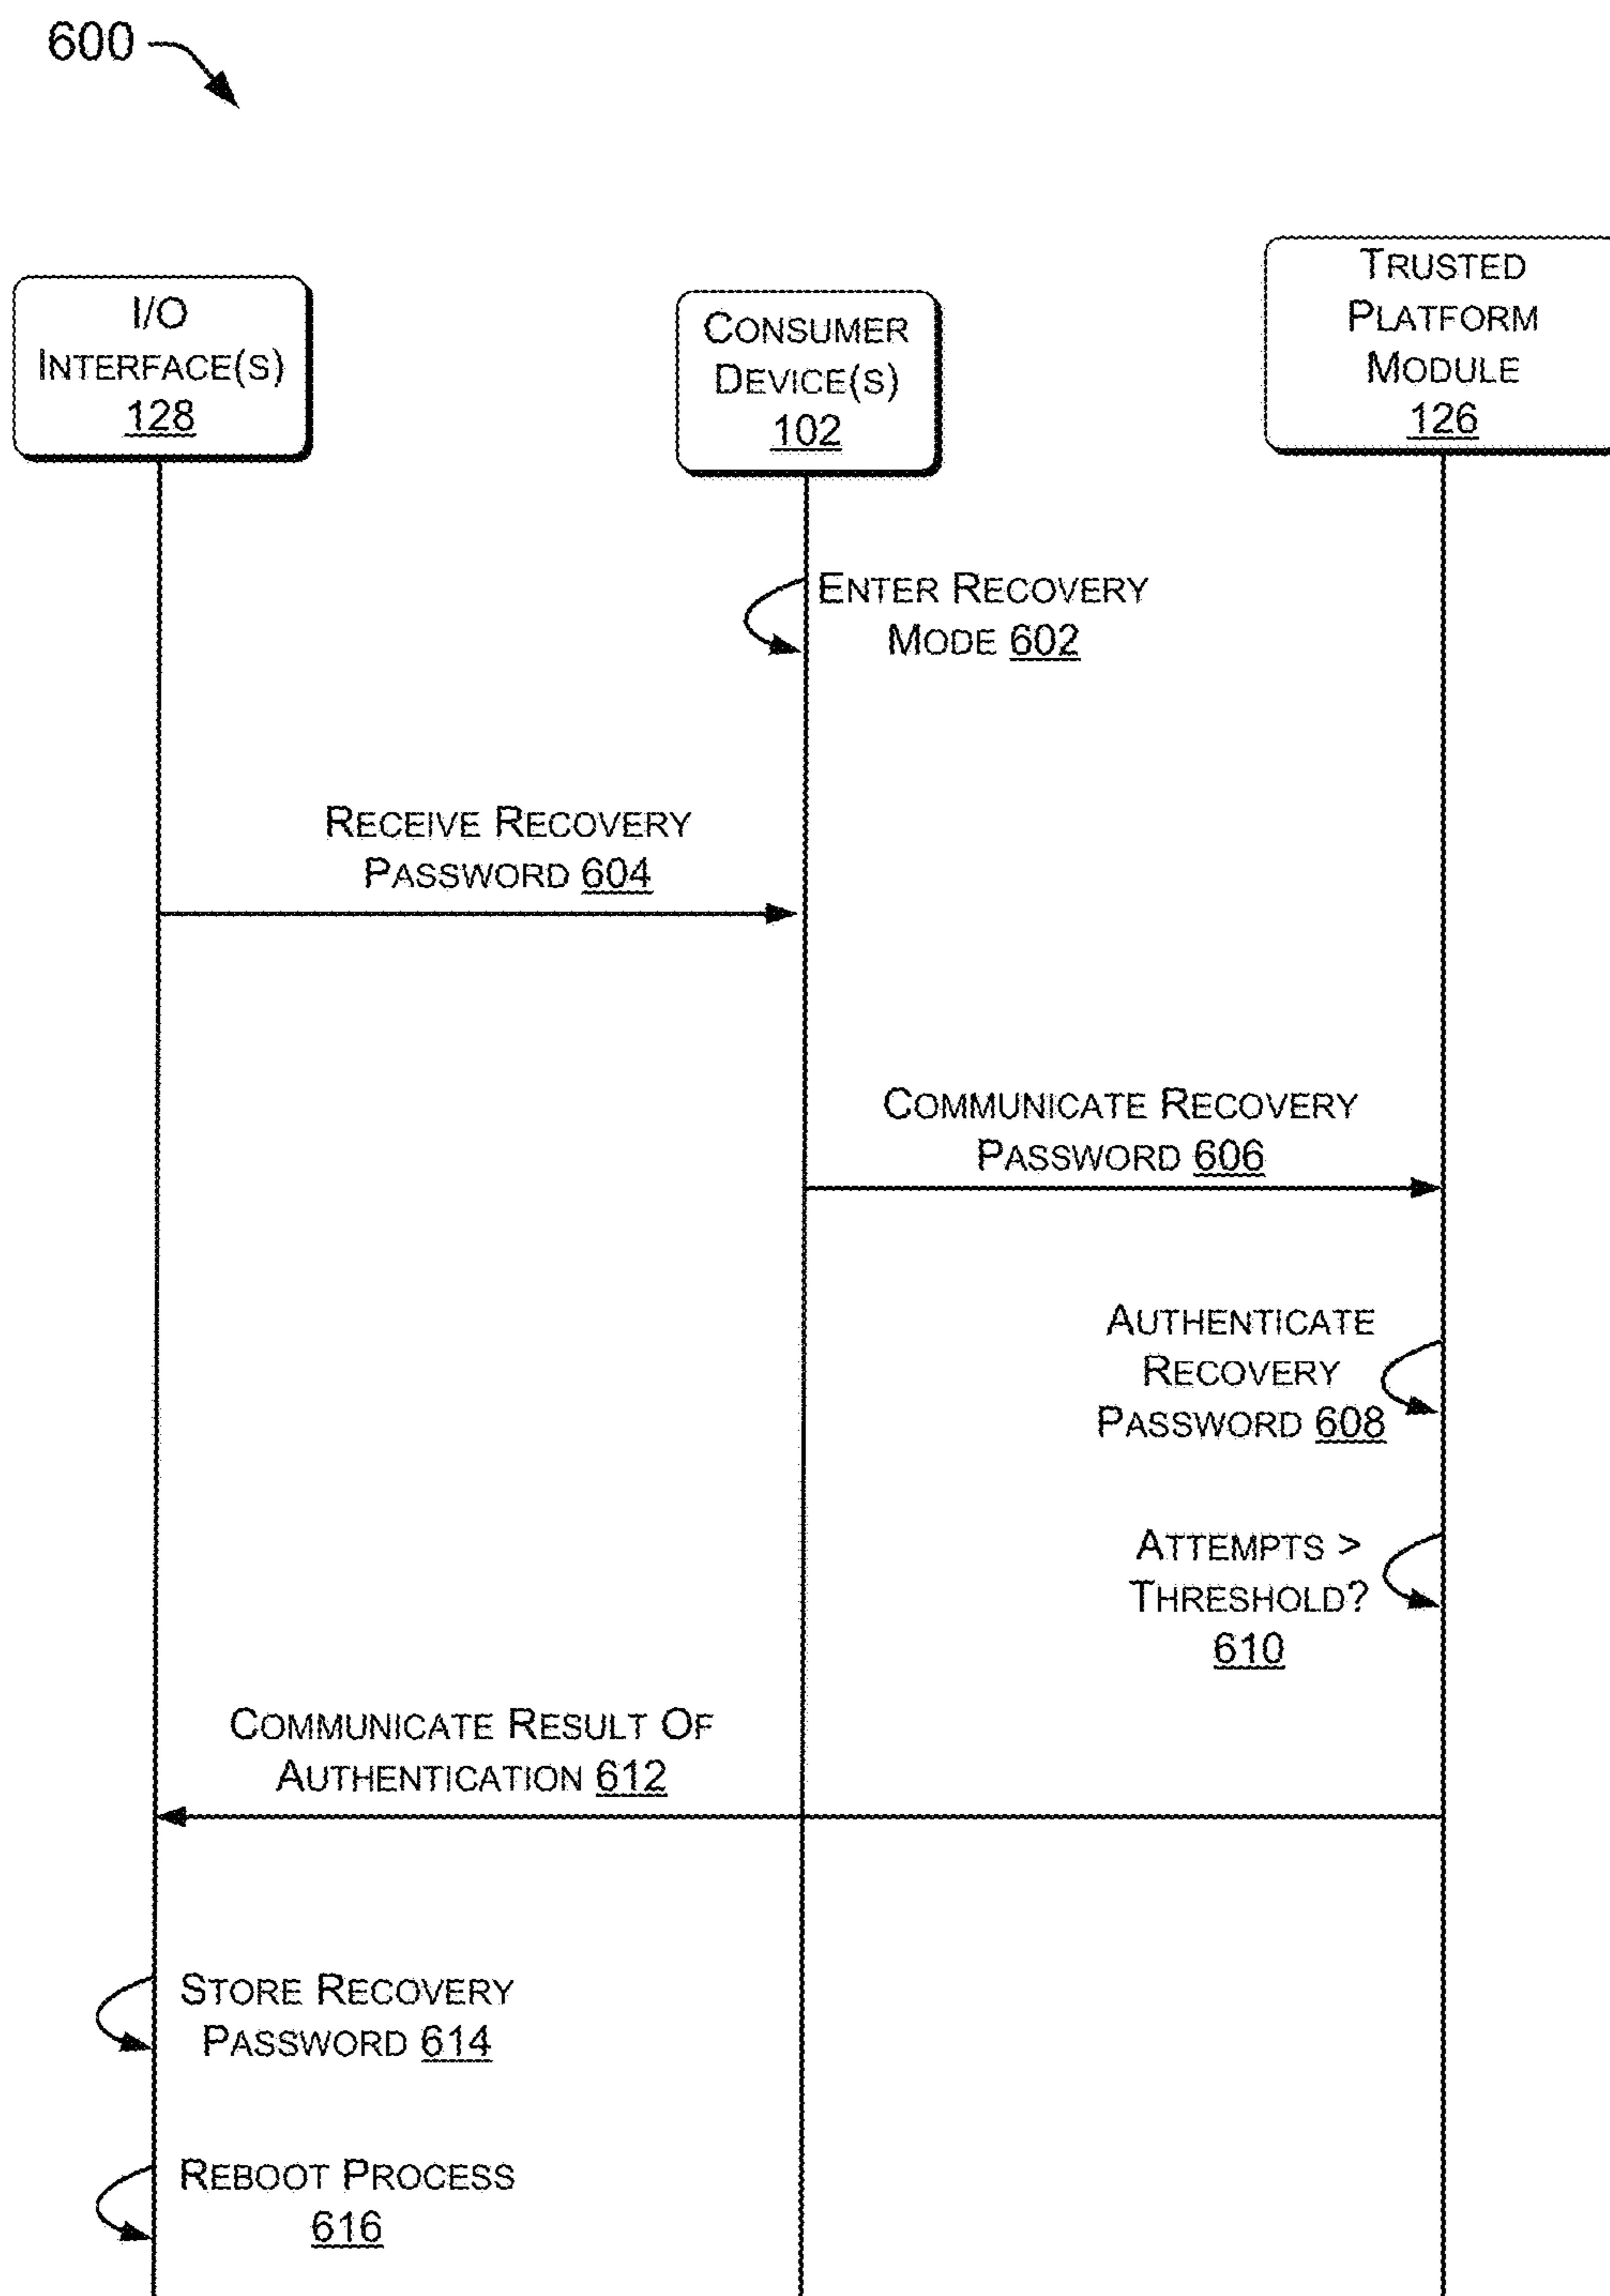 600
I/O
INTERFACE(S)
128
CONSUMER
DEVICE(S)
102
TRUSTED
PLATFORM
MODULE
126
ENTER RECOVERY
MODE 602
RECEIVE RECOVERY
PASSWORD 604
COMMUNICATE RECOVERY
PASSWORD 606
AUTHENTICATE
RECOVERY
PASSWORD 608
ATTEMPTS >
THRESHOLD?
610
COMMUNICATE RESULT OF
AUTHENTICATION 612
STORE RECOVERY
PASSWORD 614
REBOOT PROCESS
616